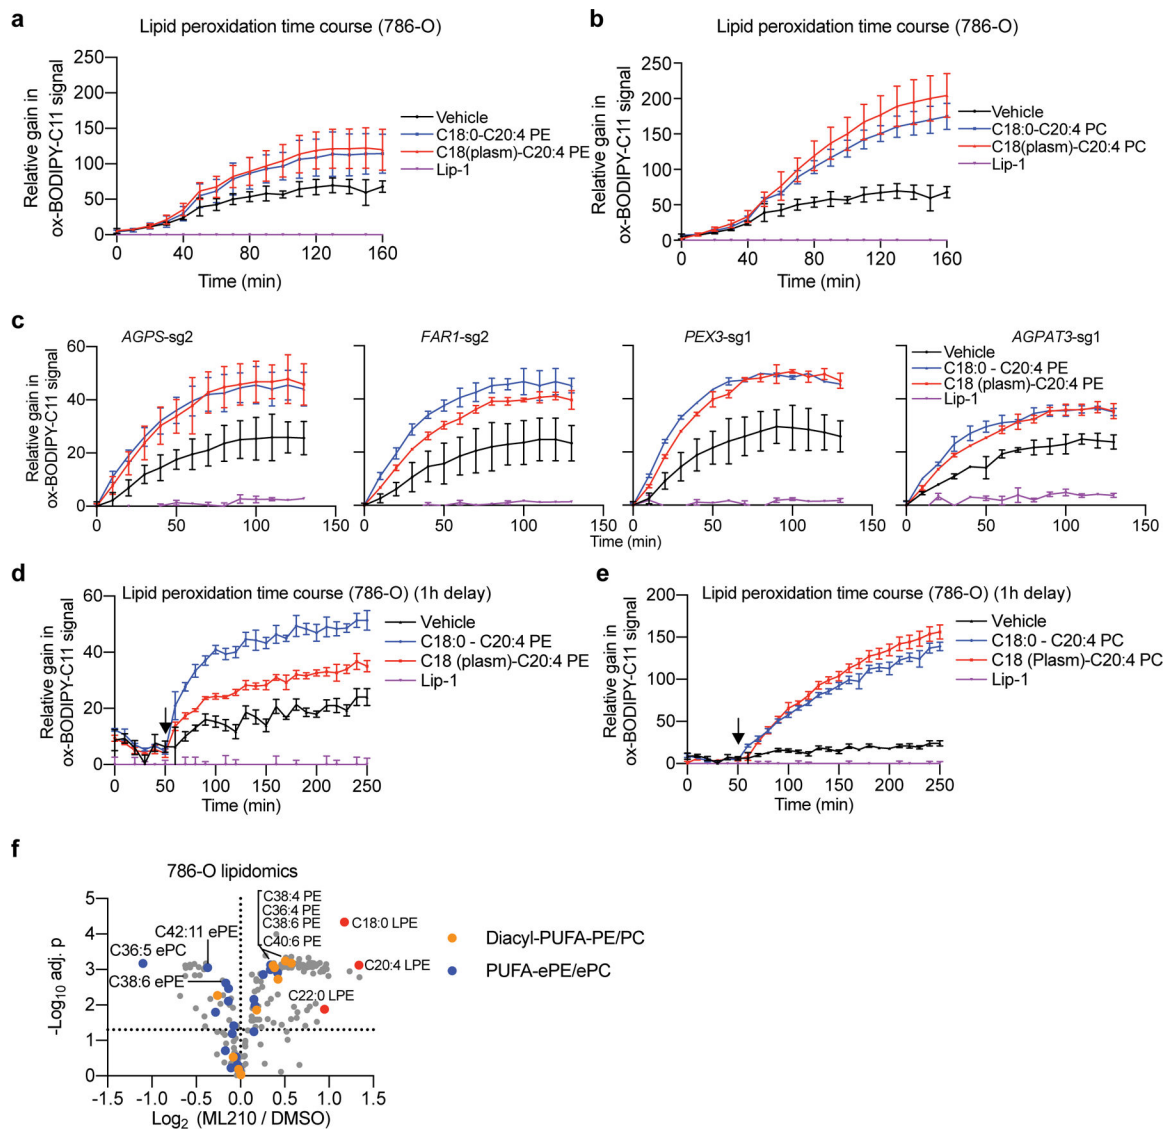 a
Lipid peroxidation time course (786-O)
Relative gain in
ox-BODIPY-C11 signal
250
200
150
100
50
0
0 40 80 120 160
Time (min)
Vehicle
C18:0-C20:4 PE
C18(plasm)-C20:4 PE
Lip-1
b
Lipid peroxidation time course (786-O)
Relative gain in
ox-BODIPY-C11 signal
250
200
150
100
50
0
0 40 80 120 160
Time (min)
Vehicle
C18:0-C20:4 PC
C18(plasm)-C20:4 PC
Lip-1
c
Relative gain in
ox-BODIPY-C11 signal
60
40
20
0
AGPS-sg2
FAR1-sg2
PEX3-sg1
AGPAT3-sg1
0 50 100 150
0 50 100 150
0 50 100 150
0 50 100 150
Time (min)
Vehicle
C18:0 - C20:4 PE
C18 (plasm)-C20:4 PE
Lip-1
d
Lipid peroxidation time course (786-O) (1h delay)
Relative gain in
ox-BODIPY-C11 signal
60
40
20
0
0 50 100 150 200 250
Time (min)
Vehicle
C18:0 - C20:4 PE
C18 (plasm)-C20:4 PE
Lip-1
e
Lipid peroxidation time course (786-O) (1h delay)
Relative gain in
ox-BODIPY-C11 signal
200
150
100
50
0
0 50 100 150 200 250
Time (min)
Vehicle
C18:0 - C20:4 PC
C18 (Plasm)-C20:4 PC
Lip-1
f
786-O lipidomics
-Log10 adj. p
5
4
3
2
1
0
C38:4 PE
C36:4 PE
C38:6 PE
C40:6 PE
C42:11 ePE
C36:5 ePC
C38:6 ePE
C18:0 LPE
C20:4 LPE
C22:0 LPE
-1.5 -1.0 -0.5 0.0 0.5 1.0 1.5
Log2 (ML210 / DMSO)
Diacyl-PUFA-PE/PC
PUFA-ePE/ePC